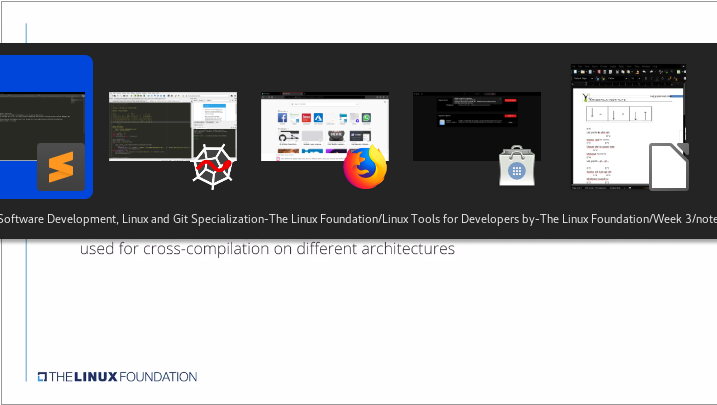 Software Development, Linux and Git Specialization-The Linux Foundation/Linux Tools for Developers by-The Linux Foundation/Week 3/note
used for cross-compilation on different architectures
THE LINUX FOUNDATION